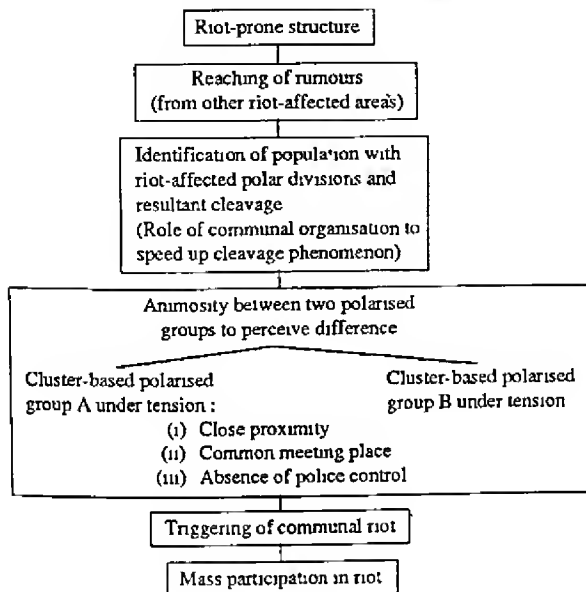 Riot-prone structure
Reaching of rumours
(from other riot-affected areas)
Identification of population with
riot-affected polar divisions and
resultant cleavage
(Role of communal organisation to
speed up cleavage phenomenon)
Animosity between two polarised
groups to perceive difference
Cluster-based polarised
group A under tension :
Cluster-based polarised
group B under tension
(i) Close proximity
(ii) Common meeting place
(iii) Absence of police control
Triggering of communal riot
Mass participation in riot